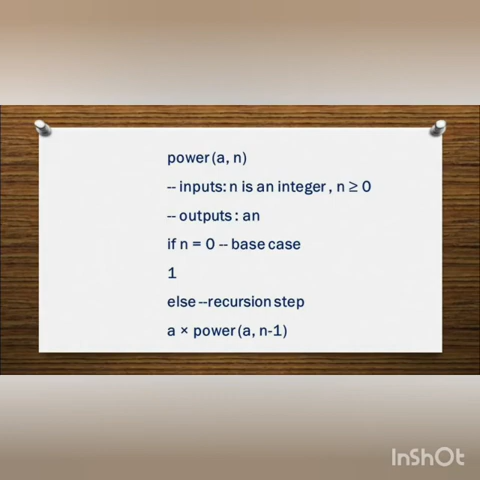 power(a, n)
-- inputs: n is an integer, n ≥ 0
-- outputs: an
if n = 0 -- base case
1
else --recursion step
a × power(a, n-1)
InShOt